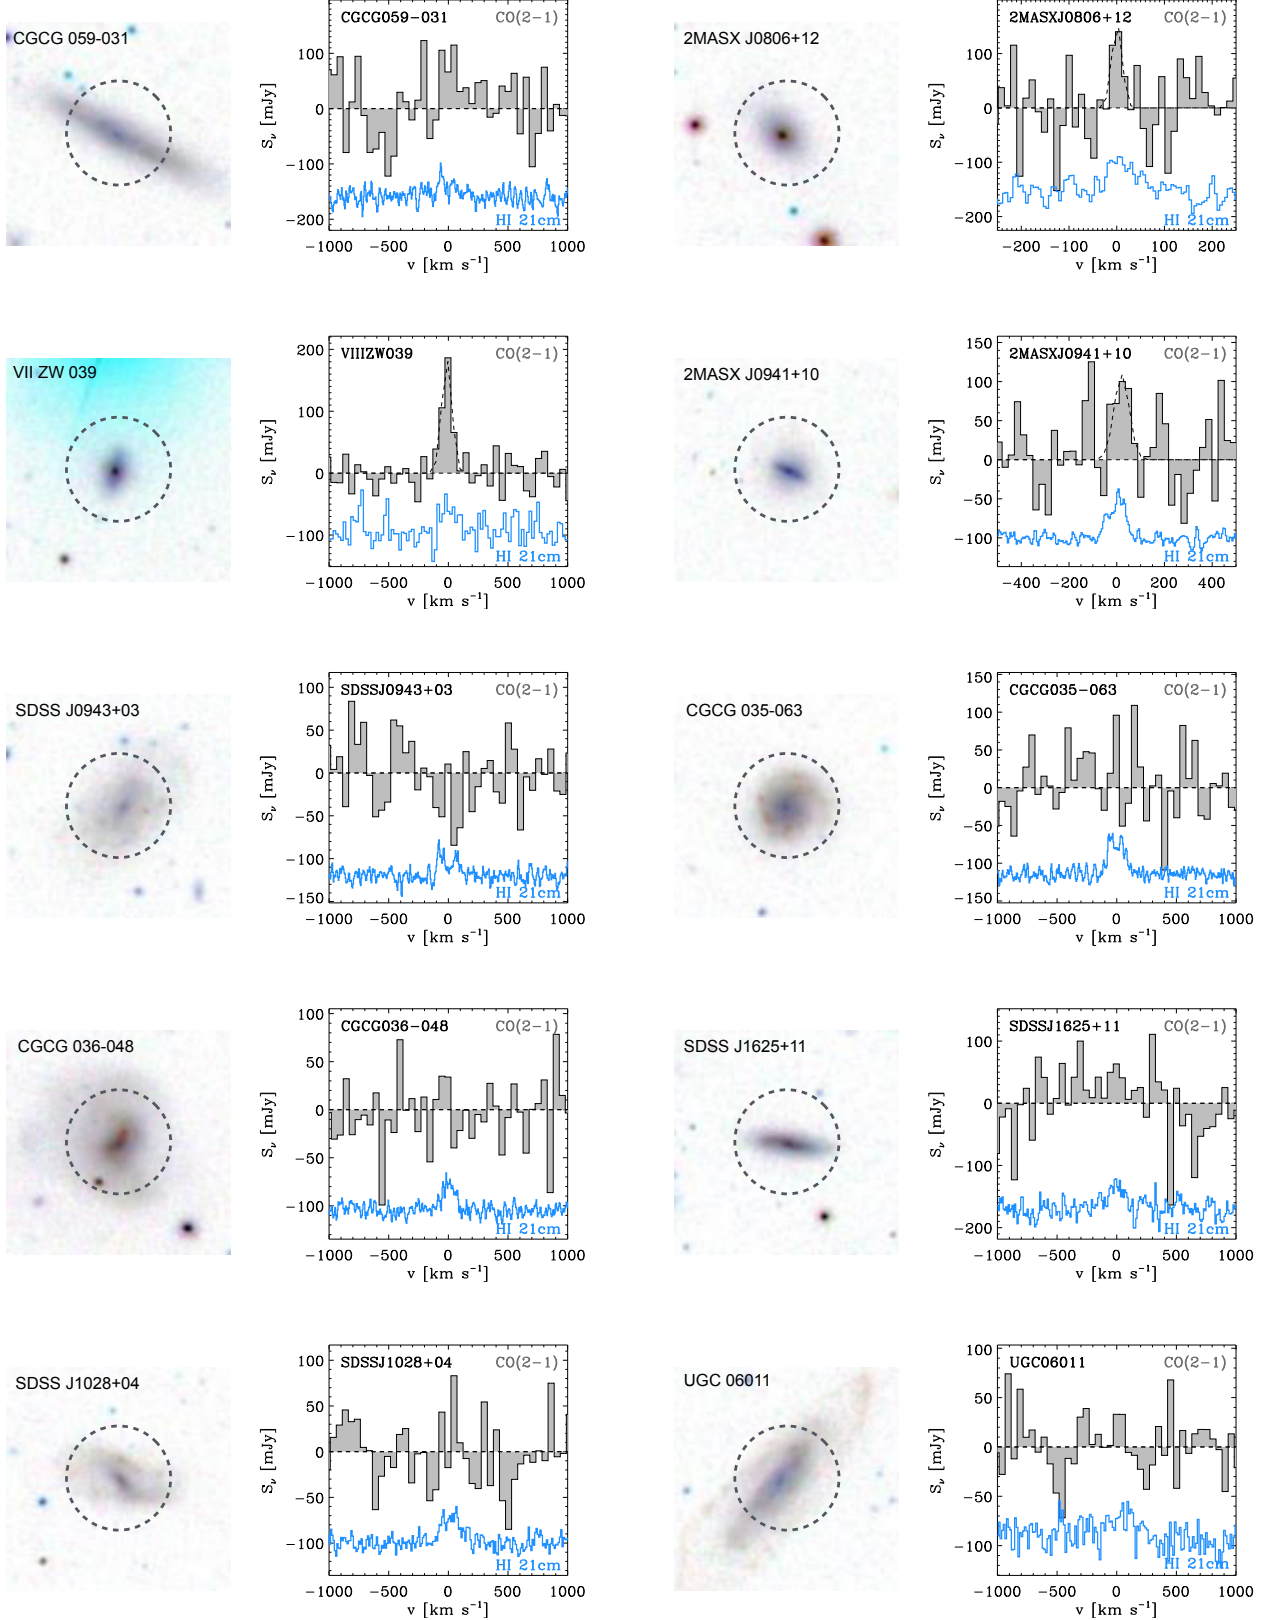 CGCG 059-031
CGCG059-031 CO(2-1)
100
0
-100
-200
S_ν [mJy]
HI 21cm
-1000 -500 0 500 1000
v [km s⁻¹]
2MASX J0806+12
2MASXJ0806+12 CO(2-1)
100
0
-100
-200
S_ν [mJy]
HI 21cm
-200 -100 0 100 200
v [km s⁻¹]
VII ZW 039
VIIIZW039 CO(2-1)
200
100
0
-100
S_ν [mJy]
HI 21cm
-1000 -500 0 500 1000
v [km s⁻¹]
2MASX J0941+10
2MASXJ0941+10 CO(2-1)
150
100
50
0
-50
-100
S_ν [mJy]
HI 21cm
-400 -200 0 200 400
v [km s⁻¹]
SDSS J0943+03
SDSSJ0943+03 CO(2-1)
100
50
0
-50
-100
-150
S_ν [mJy]
HI 21cm
-1000 -500 0 500 1000
v [km s⁻¹]
CGCG 035-063
CGCG035-063 CO(2-1)
150
100
50
0
-50
-100
-150
S_ν [mJy]
HI 21cm
-1000 -500 0 500 1000
v [km s⁻¹]
CGCG 036-048
CGCG036-048 CO(2-1)
100
50
0
-50
-100
S_ν [mJy]
HI 21cm
-1000 -500 0 500 1000
v [km s⁻¹]
SDSS J1625+11
SDSSJ1625+11 CO(2-1)
100
0
-100
-200
S_ν [mJy]
HI 21cm
-1000 -500 0 500 1000
v [km s⁻¹]
SDSS J1028+04
SDSSJ1028+04 CO(2-1)
100
50
0
-50
-100
S_ν [mJy]
HI 21cm
-1000 -500 0 500 1000
v [km s⁻¹]
UGC 06011
UGC06011 CO(2-1)
100
50
0
-50
-100
S_ν [mJy]
HI 21cm
-1000 -500 0 500 1000
v [km s⁻¹]